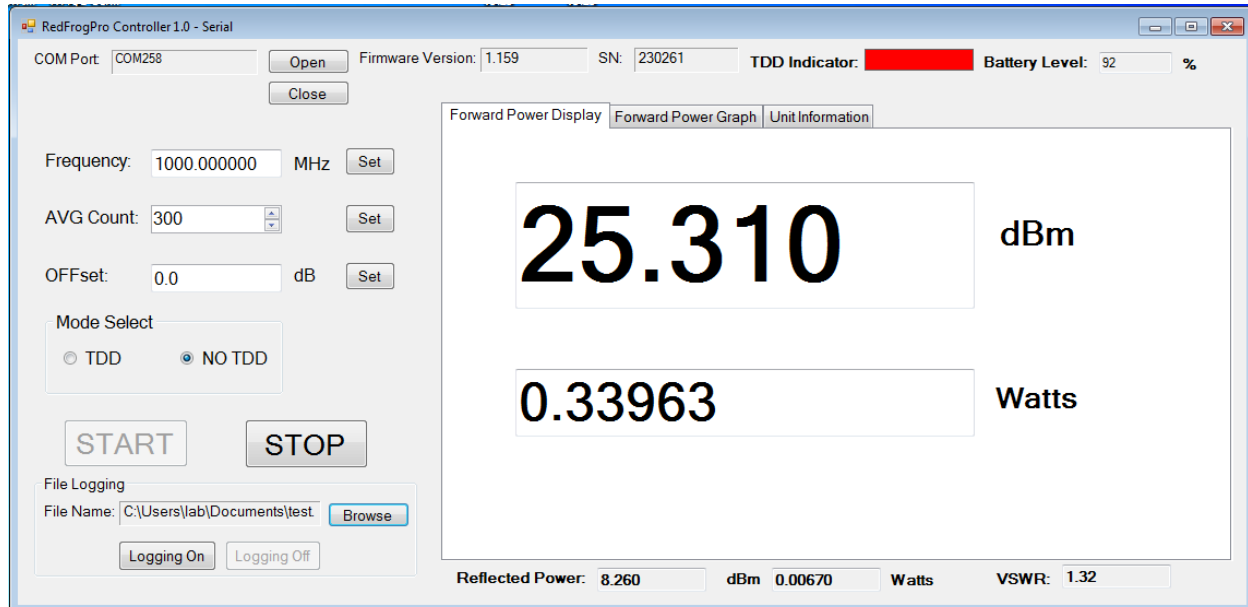 RedFrogPro Controller 1.0 - Serial
COM Port COM258 Open Firmware Version: 1.159 SN: 230261 TDD Indicator: Battery Level: 92 %
Close
Forward Power Display Forward Power Graph Unit Information
Frequency: 1000.000000 MHz Set
25.310 dBm
AVG Count: 300 Set
OFFset: 0.0 dB Set
Mode Select
TDD NO TDD
0.33963 Watts
START STOP
File Logging
File Name: C:\Users\lab\Documents\test. Browse
Logging On Logging Off
Reflected Power: 8.260 dBm 0.00670 Watts VSWR: 1.32